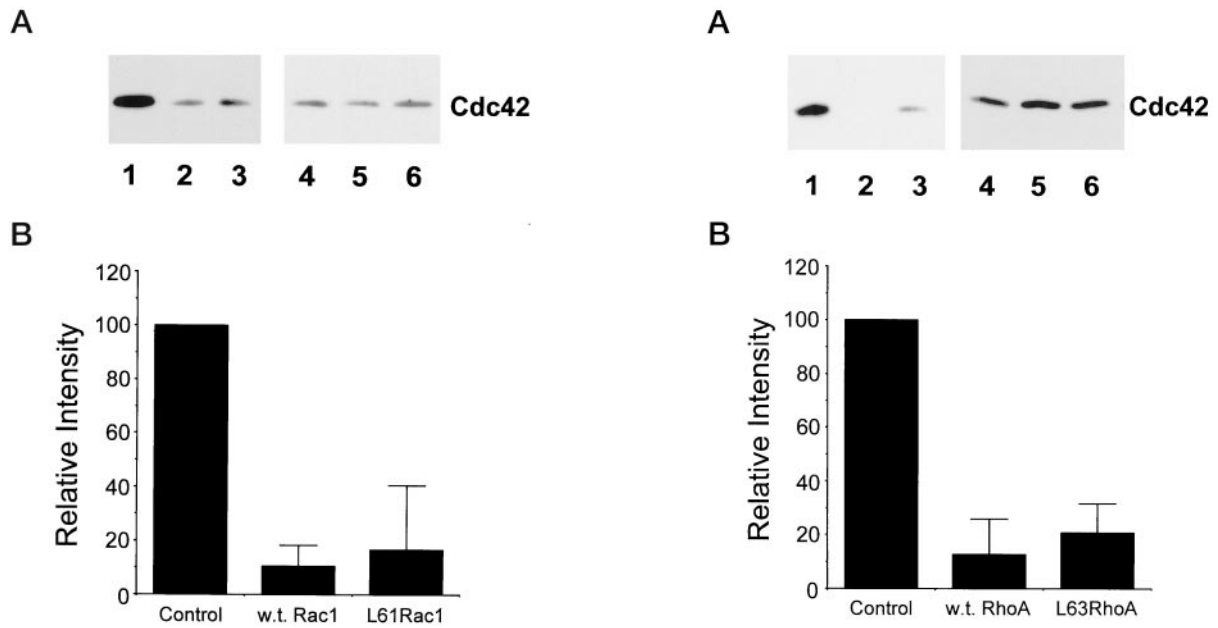 A
Cdc42
1 2 3 4 5 6
B
Relative Intensity
120
100
80
60
40
20
0
Control w.t. Rac1 L61Rac1
A
Cdc42
1 2 3 4 5 6
B
Relative Intensity
120
100
80
60
40
20
0
Control w.t. RhoA L63RhoA